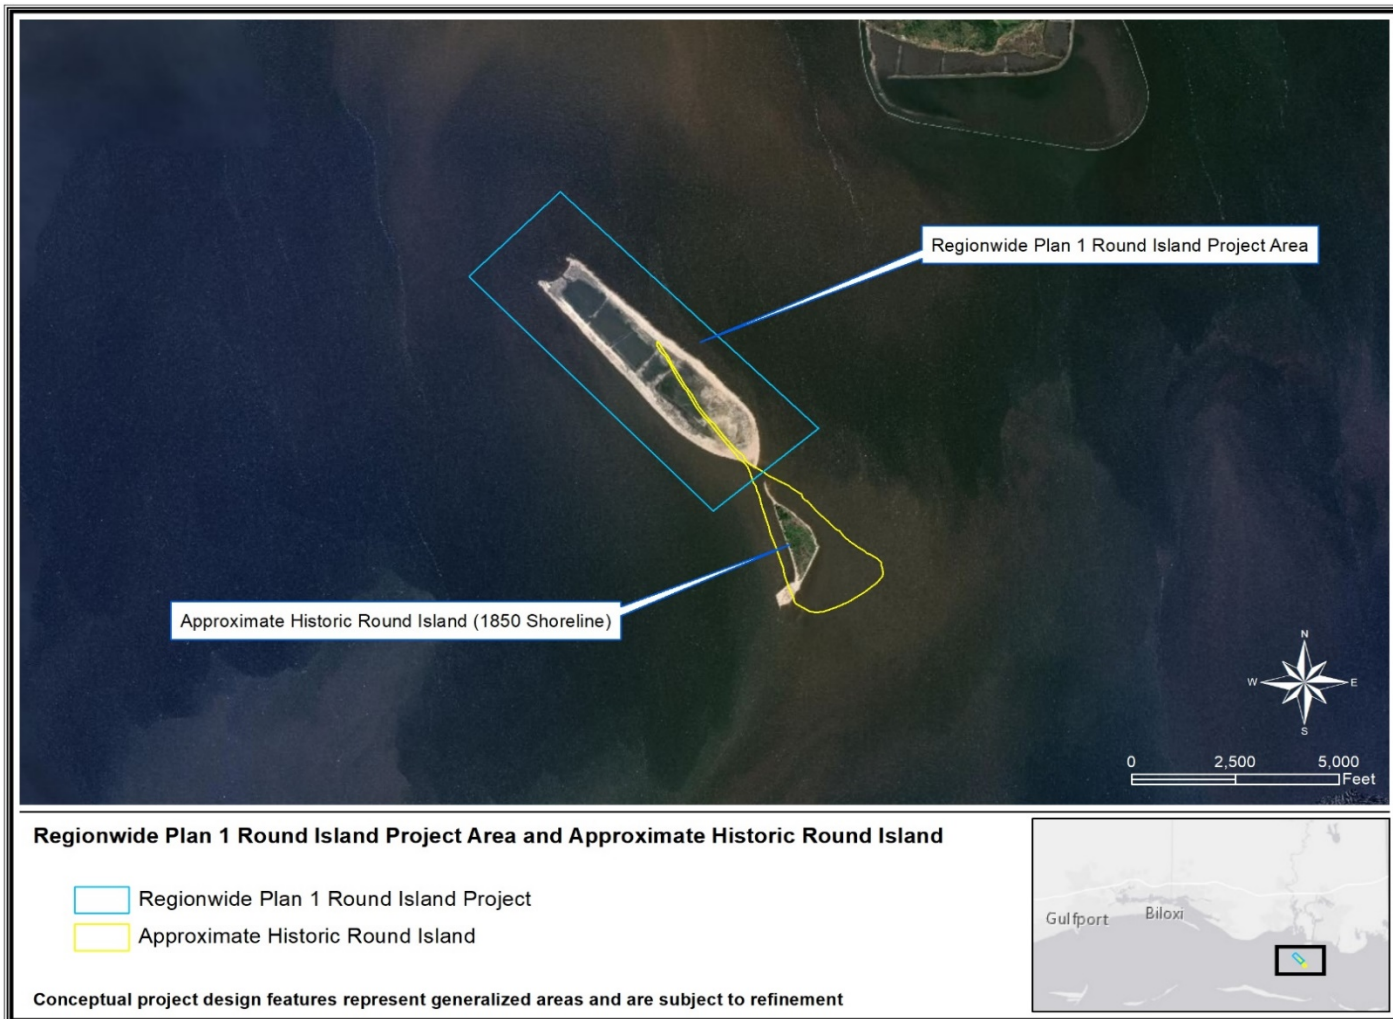 Regionwide Plan 1 Round Island Project Area
Approximate Historic Round Island (1850 Shoreline)
N
W
E
S
0 2,500 5,000
Feet
Regionwide Plan 1 Round Island Project Area and Approximate Historic Round Island
Regionwide Plan 1 Round Island Project
Approximate Historic Round Island
Conceptual project design features represent generalized areas and are subject to refinement
Gulfport
Biloxi